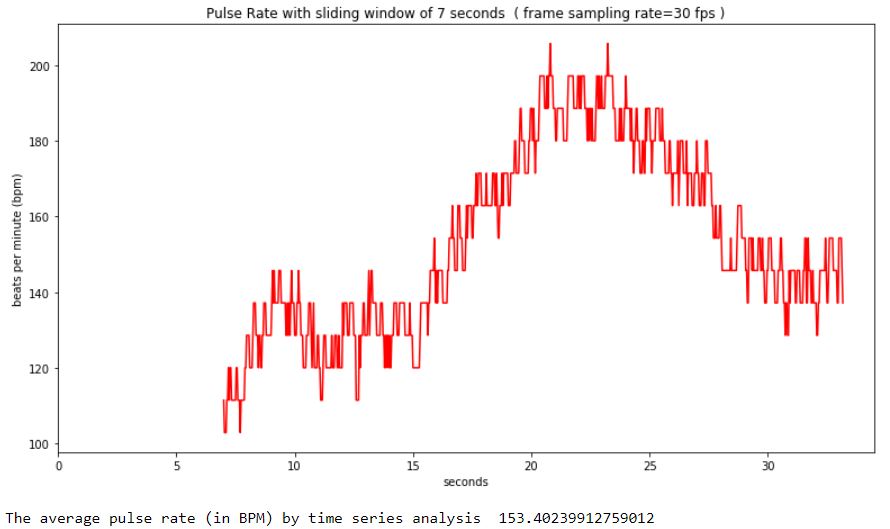 Pulse Rate with sliding window of 7 seconds ( frame sampling rate=30 fps )
200
180
160
140
120
100
beats per minute (bpm)
0 5 10 15 20 25 30
seconds
The average pulse rate (in BPM) by time series analysis 153.40239912759012